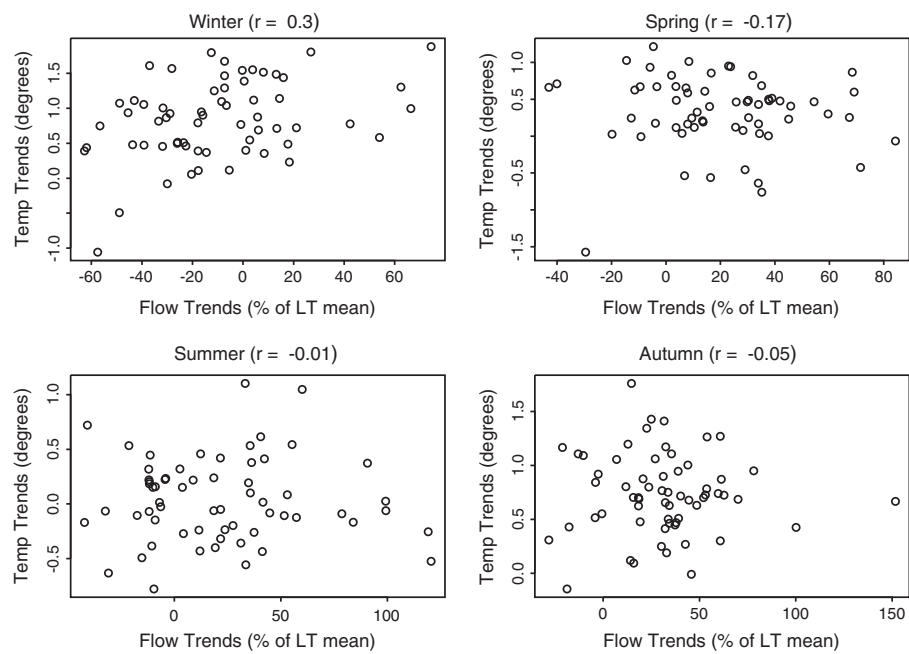 Winter (r = 0.3)
Temp Trends (degrees)
1.5
1.0
0.5
0.0
-1.0
-60 -40 -20 0 20 40 60
Flow Trends (% of LT mean)
Spring (r = -0.17)
Temp Trends (degrees)
1.0
0.5
-0.5
-1.5
-40 -20 0 20 40 60 80
Flow Trends (% of LT mean)
Summer (r = -0.01)
Temp Trends (degrees)
1.0
0.5
0.0
-0.5
0 50 100
Flow Trends (% of LT mean)
Autumn (r = -0.05)
Temp Trends (degrees)
1.5
1.0
0.5
0.0
0 50 100 150
Flow Trends (% of LT mean)